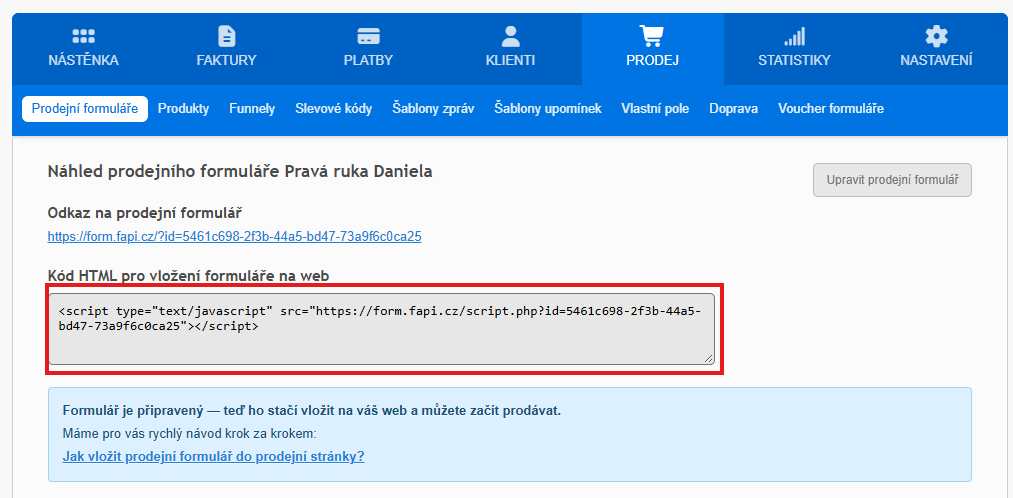 NÁSTĚNKA FAKTURY PLATBY KLIENTI PRODEJ STATISTIKY NASTAVENÍ
Prodejní formuláře Produkty Funnely Slevové kódy Šablony zpráv Šablony upomínek Vlastní pole Doprava Voucher formuláře
Náhled prodejního formuláře Pravá ruka Daniela
Upravit prodejní formulář
Odkaz na prodejní formulář
https://form.fapi.cz/?id=5461c698-2f3b-44a5-bd47-73a9f6c0ca25
Kód HTML pro vložení formuláře na web
<script type="text/javascript" src="https://form.fapi.cz/script.php?id=5461c698-2f3b-44a5-
bd47-73a9f6c0ca25"></script>
Formulář je připravený — teď ho stačí vložit na váš web a můžete začít prodávat.
Máme pro vás rychlý návod krok za krokem:
Jak vložit prodejní formulář do prodejní stránky?